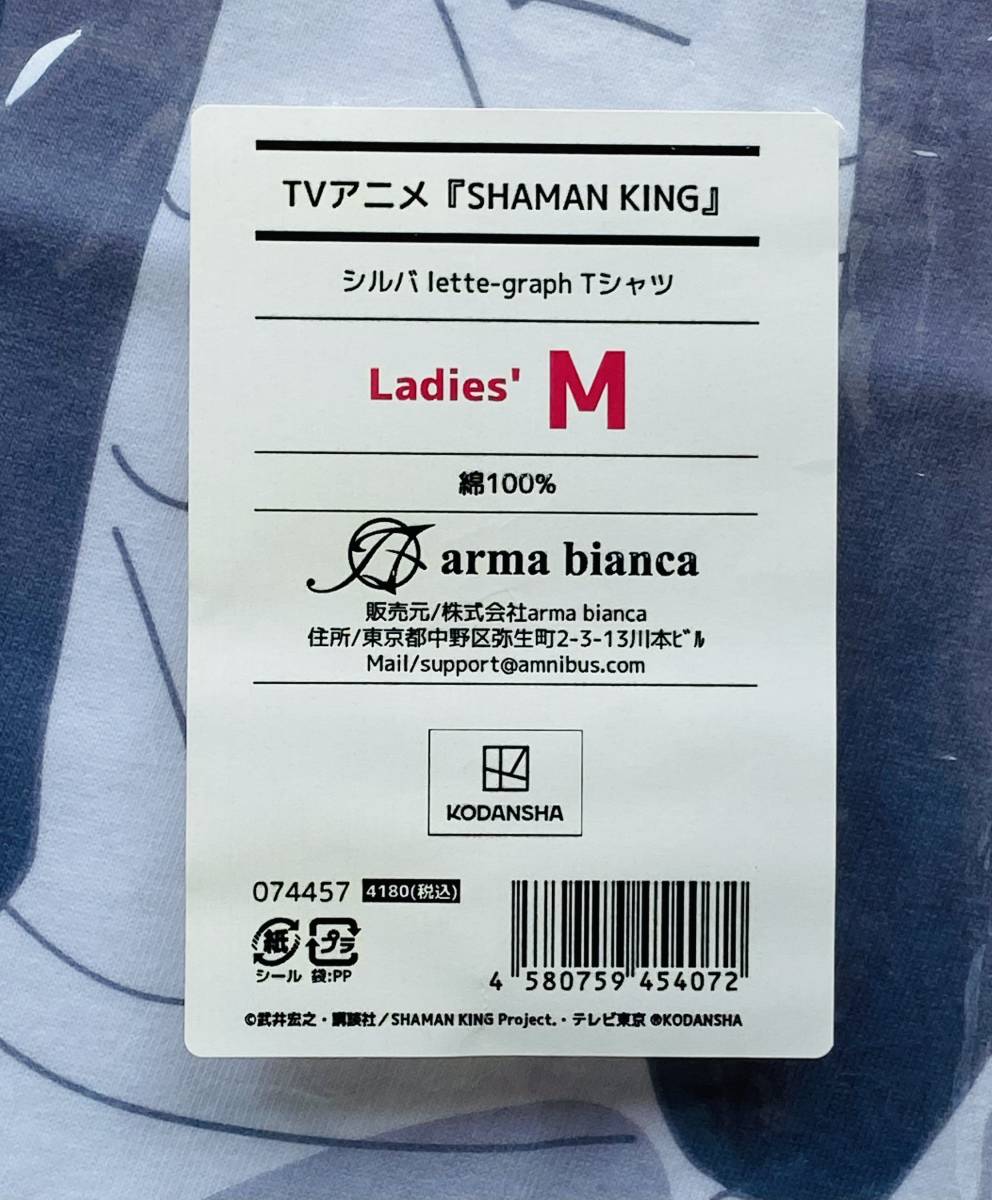 TVアニメ『SHAMAN KING』
シルバ lette-graph Tシャツ
Ladies' M
綿100%
arma bianca
販売元/株式会社arma bianca
住所/東京都中野区弥生町2-3-13川本ﾋﾞﾙ
Mail/support@amnibus.com
KODANSHA
074457 4180(税込)
紙 プラ
シール 袋:PP
4 580759 454072
©武井宏之・講談社/SHAMAN KING Project.・テレビ東京 ®KODANSHA